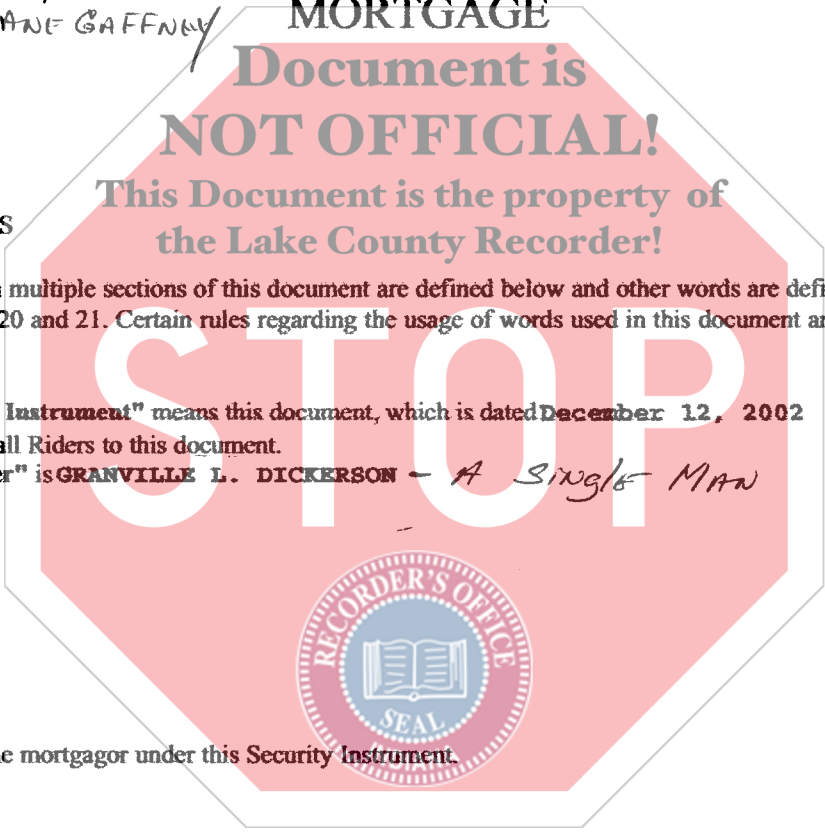 ANE GAFFNEY
MORTGAGE
Document is
NOT OFFICIAL!
This Document is the property of
the Lake County Recorder!
S
multiple sections of this document are defined below and other words are defi
20 and 21. Certain rules regarding the usage of words used in this document a
Instrument" means this document, which is dated December 12, 2002
ll Riders to this document.
r" is GRANVILLE L. DICKERSON - A SiNglE MAN
STOP
RECORDER'S OFFICE
SEAL
INDIANA
e mortgagor under this Security Instrument.